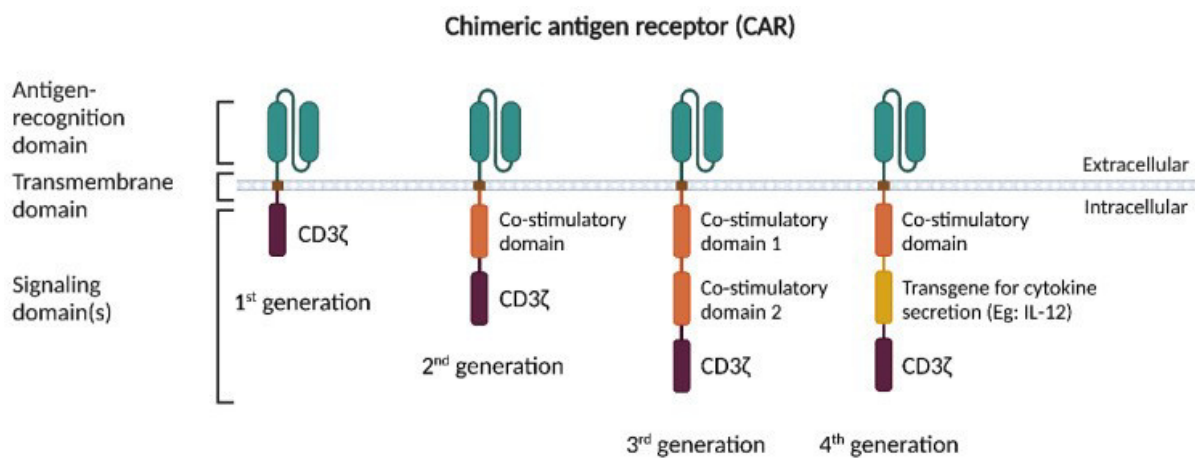 Chimeric antigen receptor (CAR)
Antigen-
recognition
domain
Transmembrane
domain
Signaling
domain(s)
Extracellular
Intracellular
CD3ζ
1st generation
Co-stimulatory
domain
CD3ζ
2nd generation
Co-stimulatory
domain 1
Co-stimulatory
domain 2
CD3ζ
3rd generation
Co-stimulatory
domain
Transgene for cytokine
secretion (Eg: IL-12)
CD3ζ
4th generation